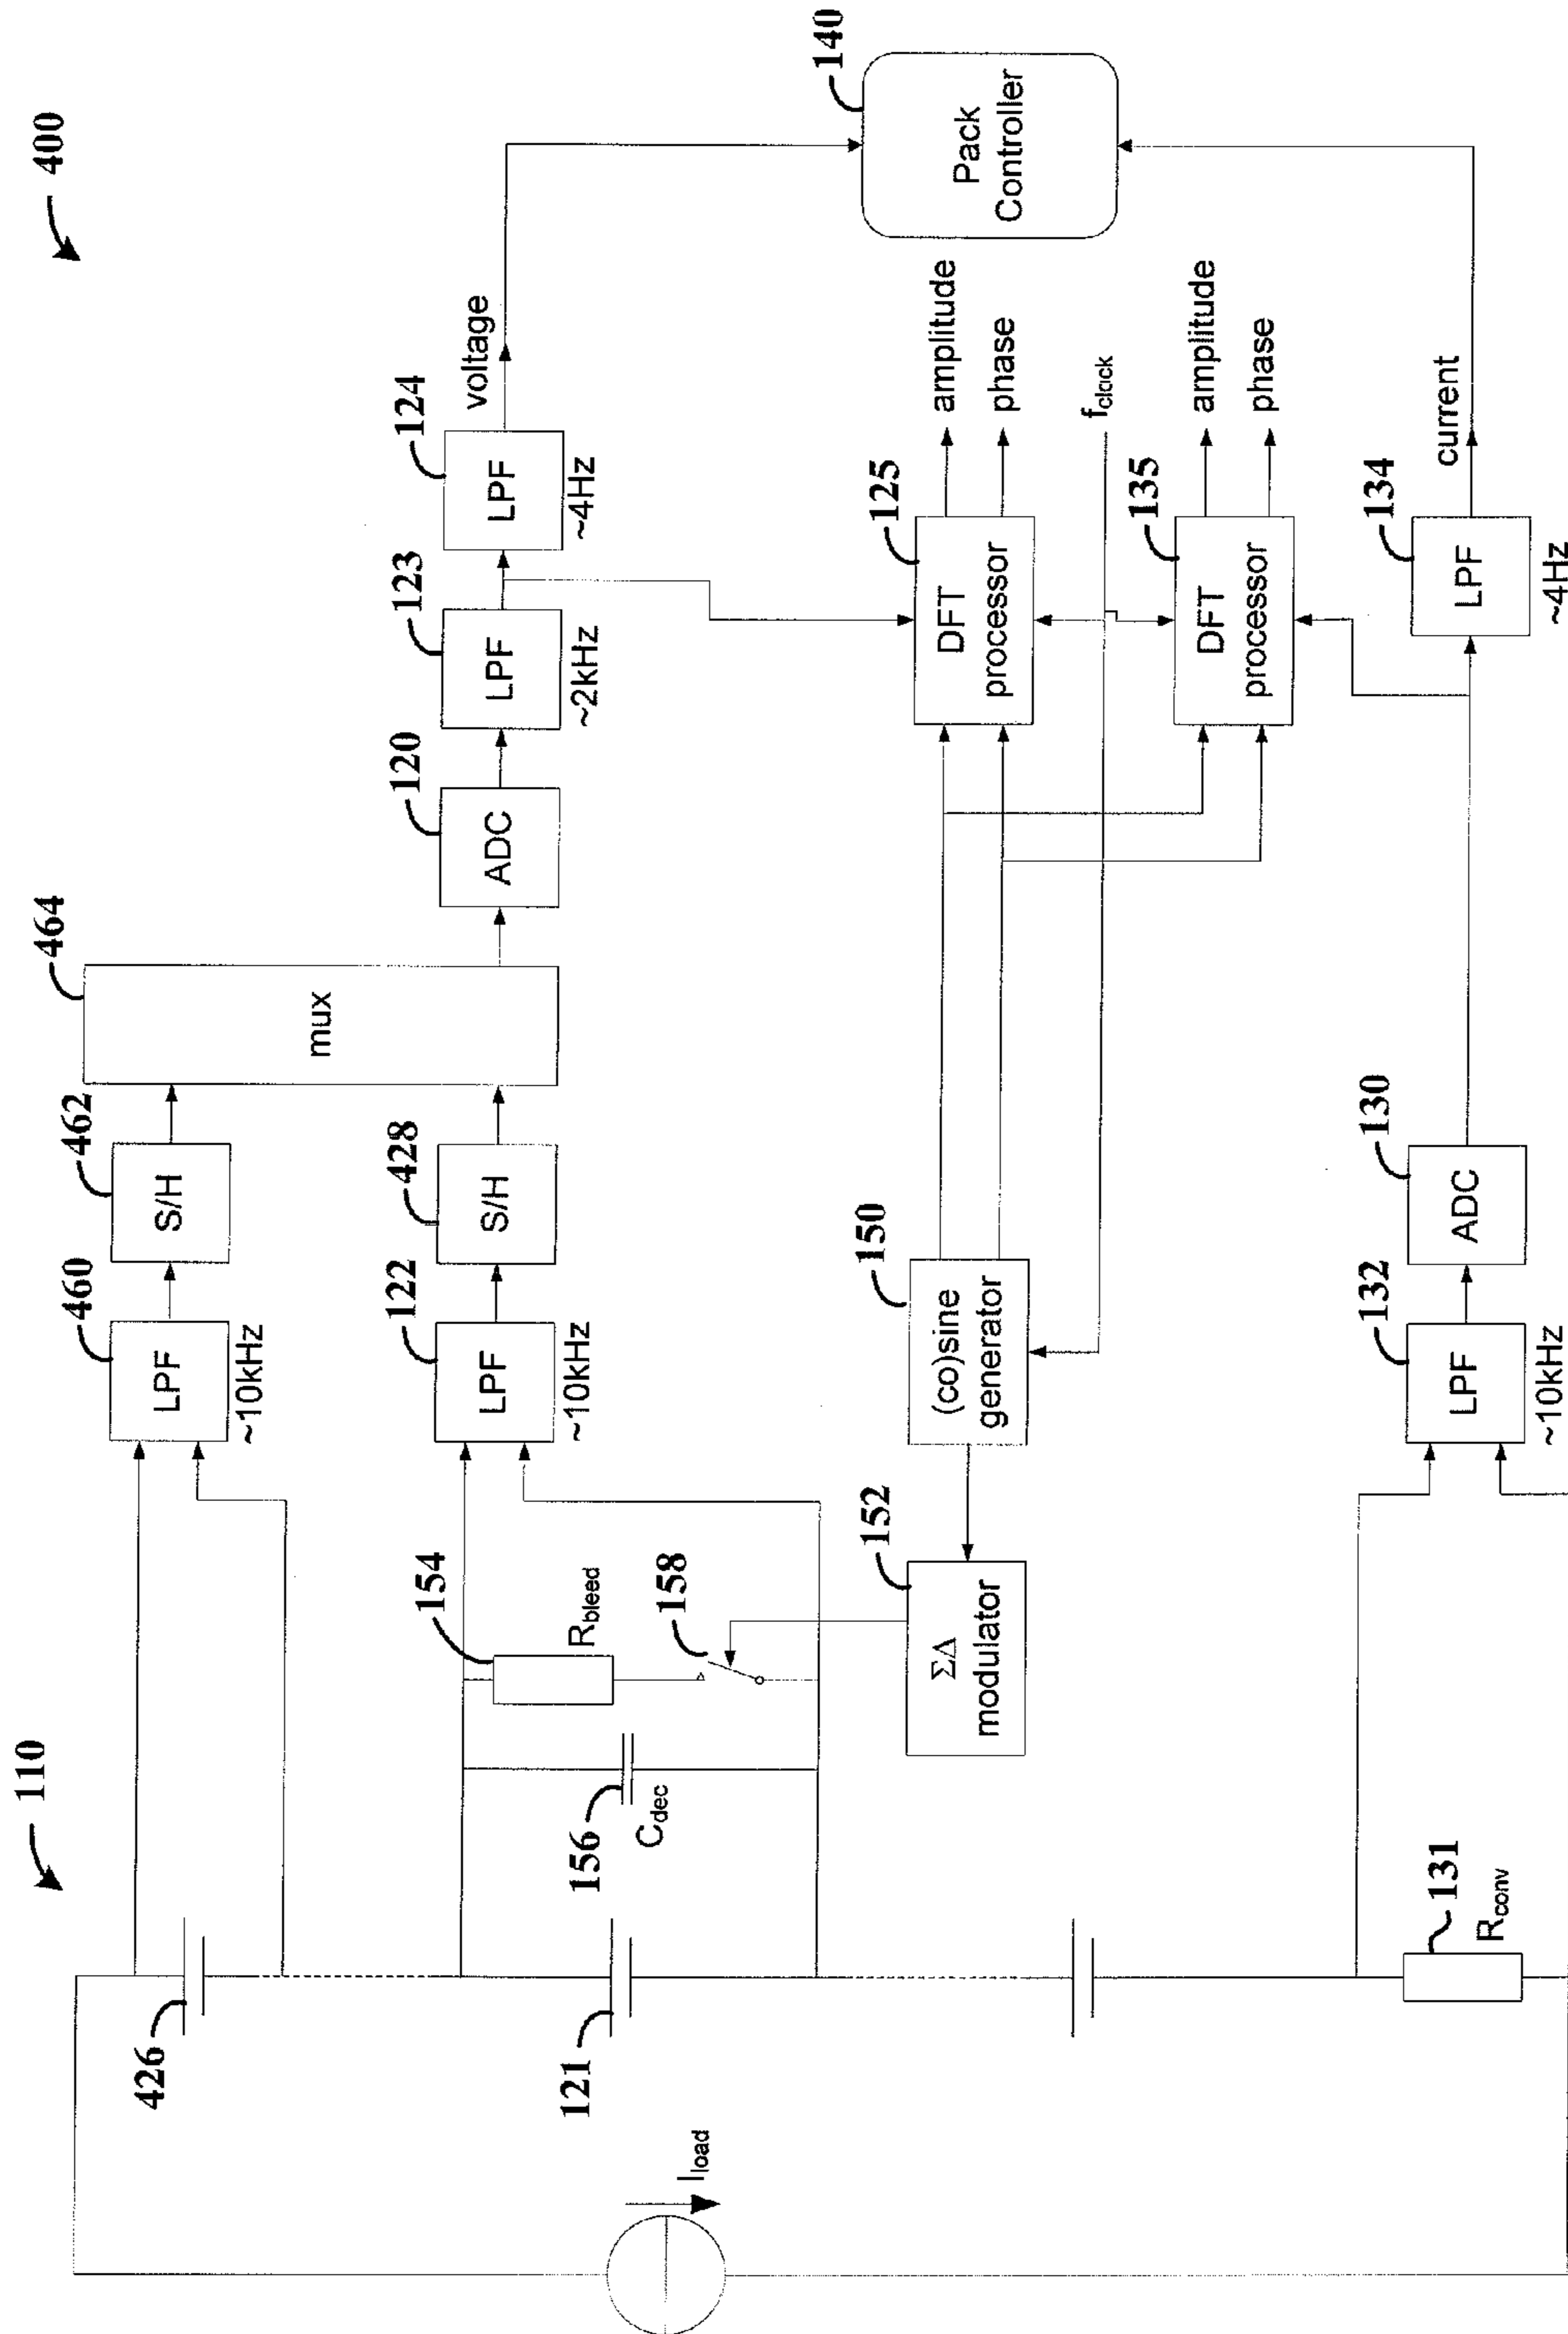 400
110
426
460
LPF
~10kHz
462
S/H
464
mux
122
LPF
~10kHz
428
S/H
120
ADC
123
LPF
~2kHz
124
LPF
~4Hz
voltage
140
Pack
Controller
154
R_bleed
158
156
C_dec
121
I_load
152
ΣΔ
modulator
150
(co)sine
generator
125
DFT
processor
amplitude
phase
f_clock
135
DFT
processor
amplitude
phase
131
R_conv
132
LPF
~10kHz
130
ADC
134
LPF
~4Hz
current